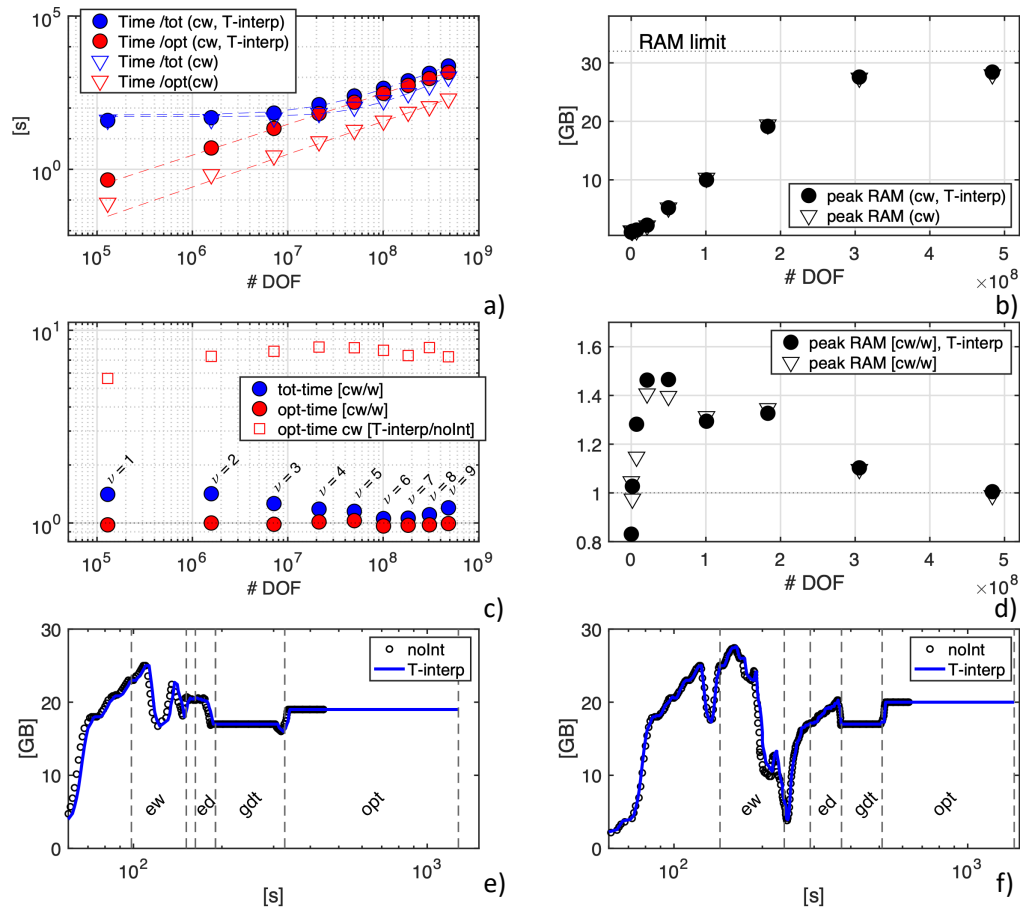 Time /tot (cw, T-interp)
Time /opt (cw, T-interp)
Time /tot (cw)
Time /opt(cw)
10^5
10^0
[s]
10^5 10^6 10^7 10^8 10^9
# DOF
a)
RAM limit
30
20
10
[GB]
peak RAM (cw, T-interp)
peak RAM (cw)
0 1 2 3 4 5
# DOF
×10^8
b)
10^1
10^0
tot-time [cw/w]
opt-time [cw/w]
opt-time cw [T-interp/noInt]
ν = 1
ν = 2
ν = 3
ν = 4
ν = 5
ν = 6
ν = 7
ν = 8
ν = 9
10^5 10^6 10^7 10^8 10^9
# DOF
c)
1.6
1.4
1.2
1
0.8
peak RAM [cw/w], T-interp
peak RAM [cw/w]
0 1 2 3 4 5
# DOF
×10^8
d)
30
20
10
0
[GB]
noInt
T-interp
ew
ed
gdt
opt
10^2 10^3
[s]
e)
30
20
10
0
[GB]
noInt
T-interp
ew
ed
gdt
opt
10^2 10^3
[s]
f)